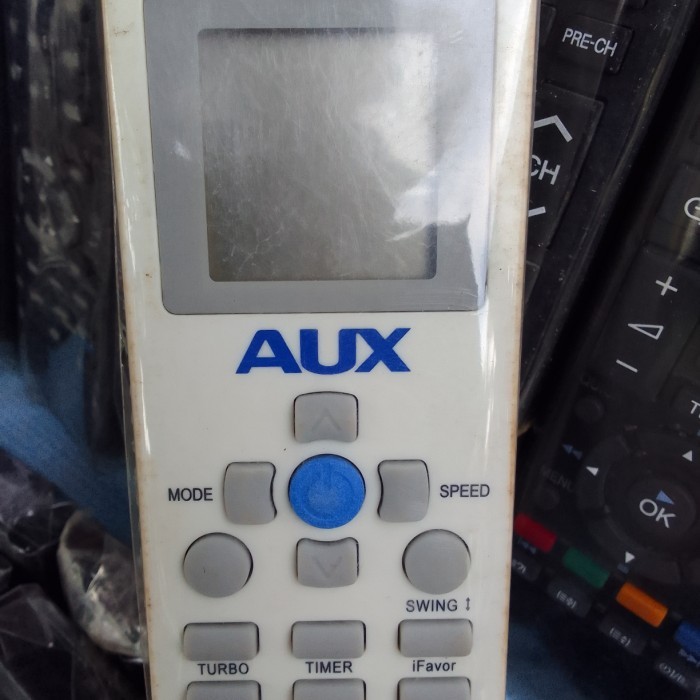 PRE-CH
CH
AUX
MODE
SPEED
OK
SWING ↕
TURBO
TIMER
iFavor